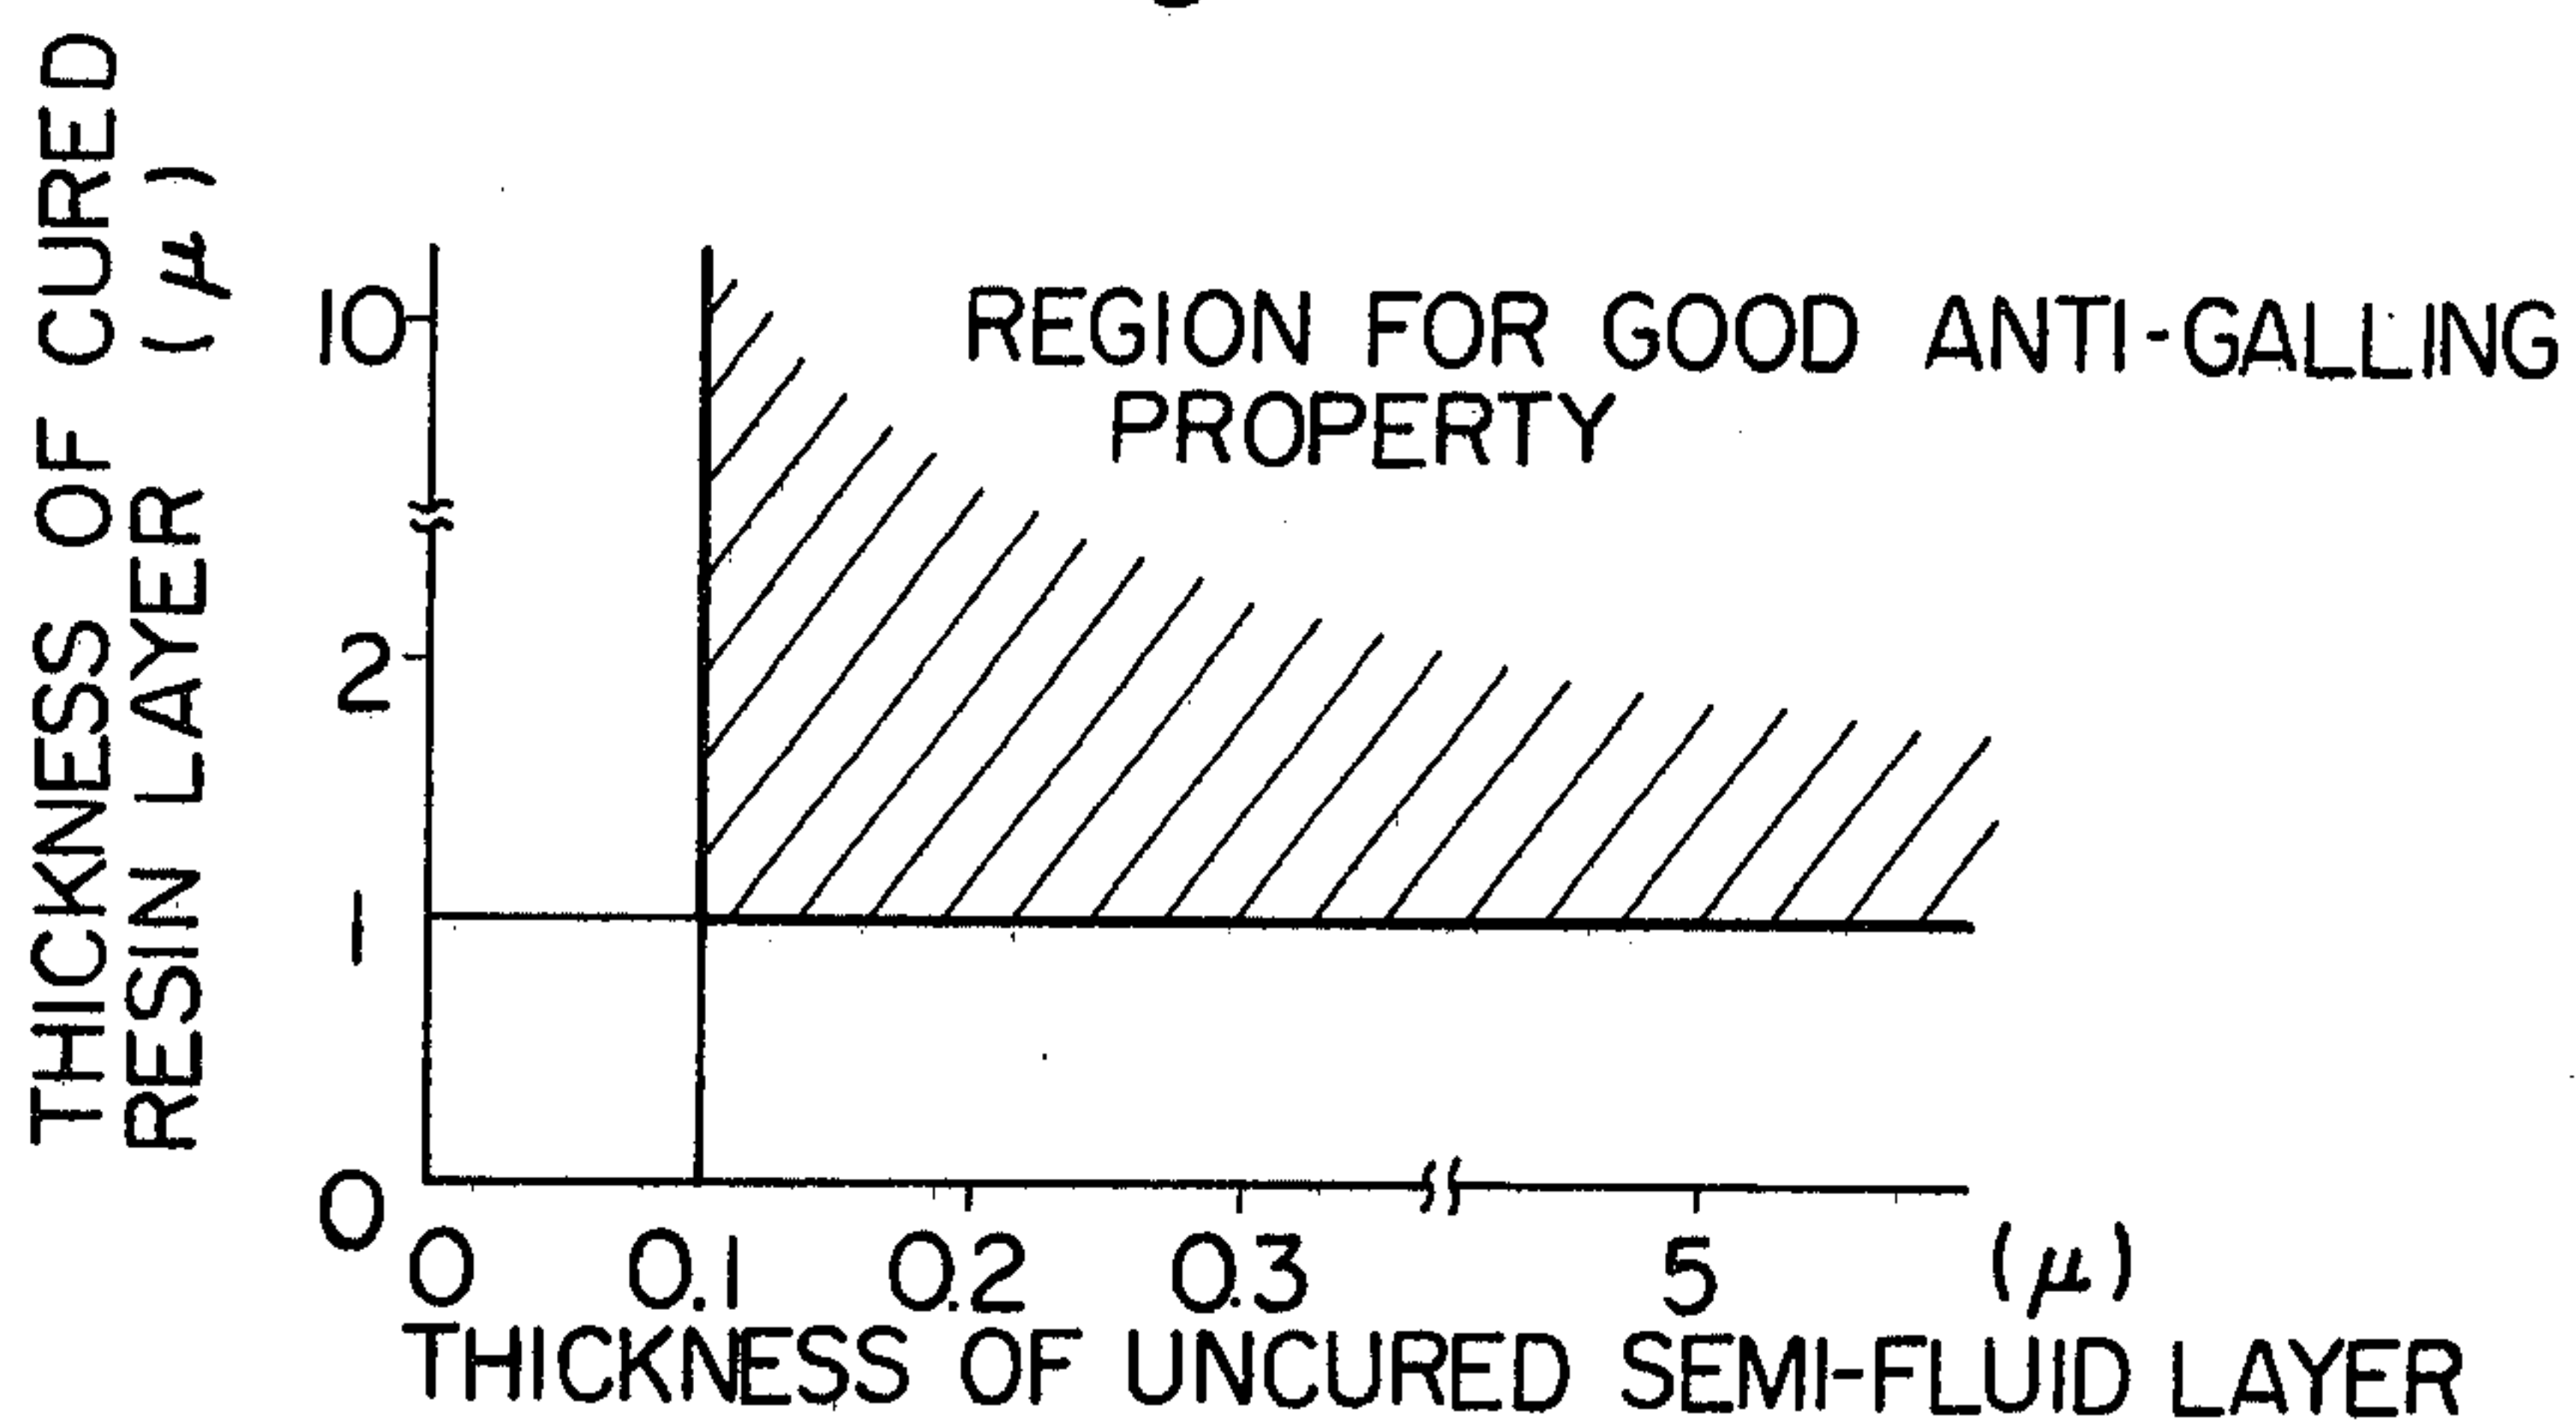 THICKNESS OF CURED
RESIN LAYER (μ)
10
2
1
0
REGION FOR GOOD ANTI-GALLING
PROPERTY
0 0.1 0.2 0.3 5 (μ)
THICKNESS OF UNCURED SEMI-FLUID LAYER